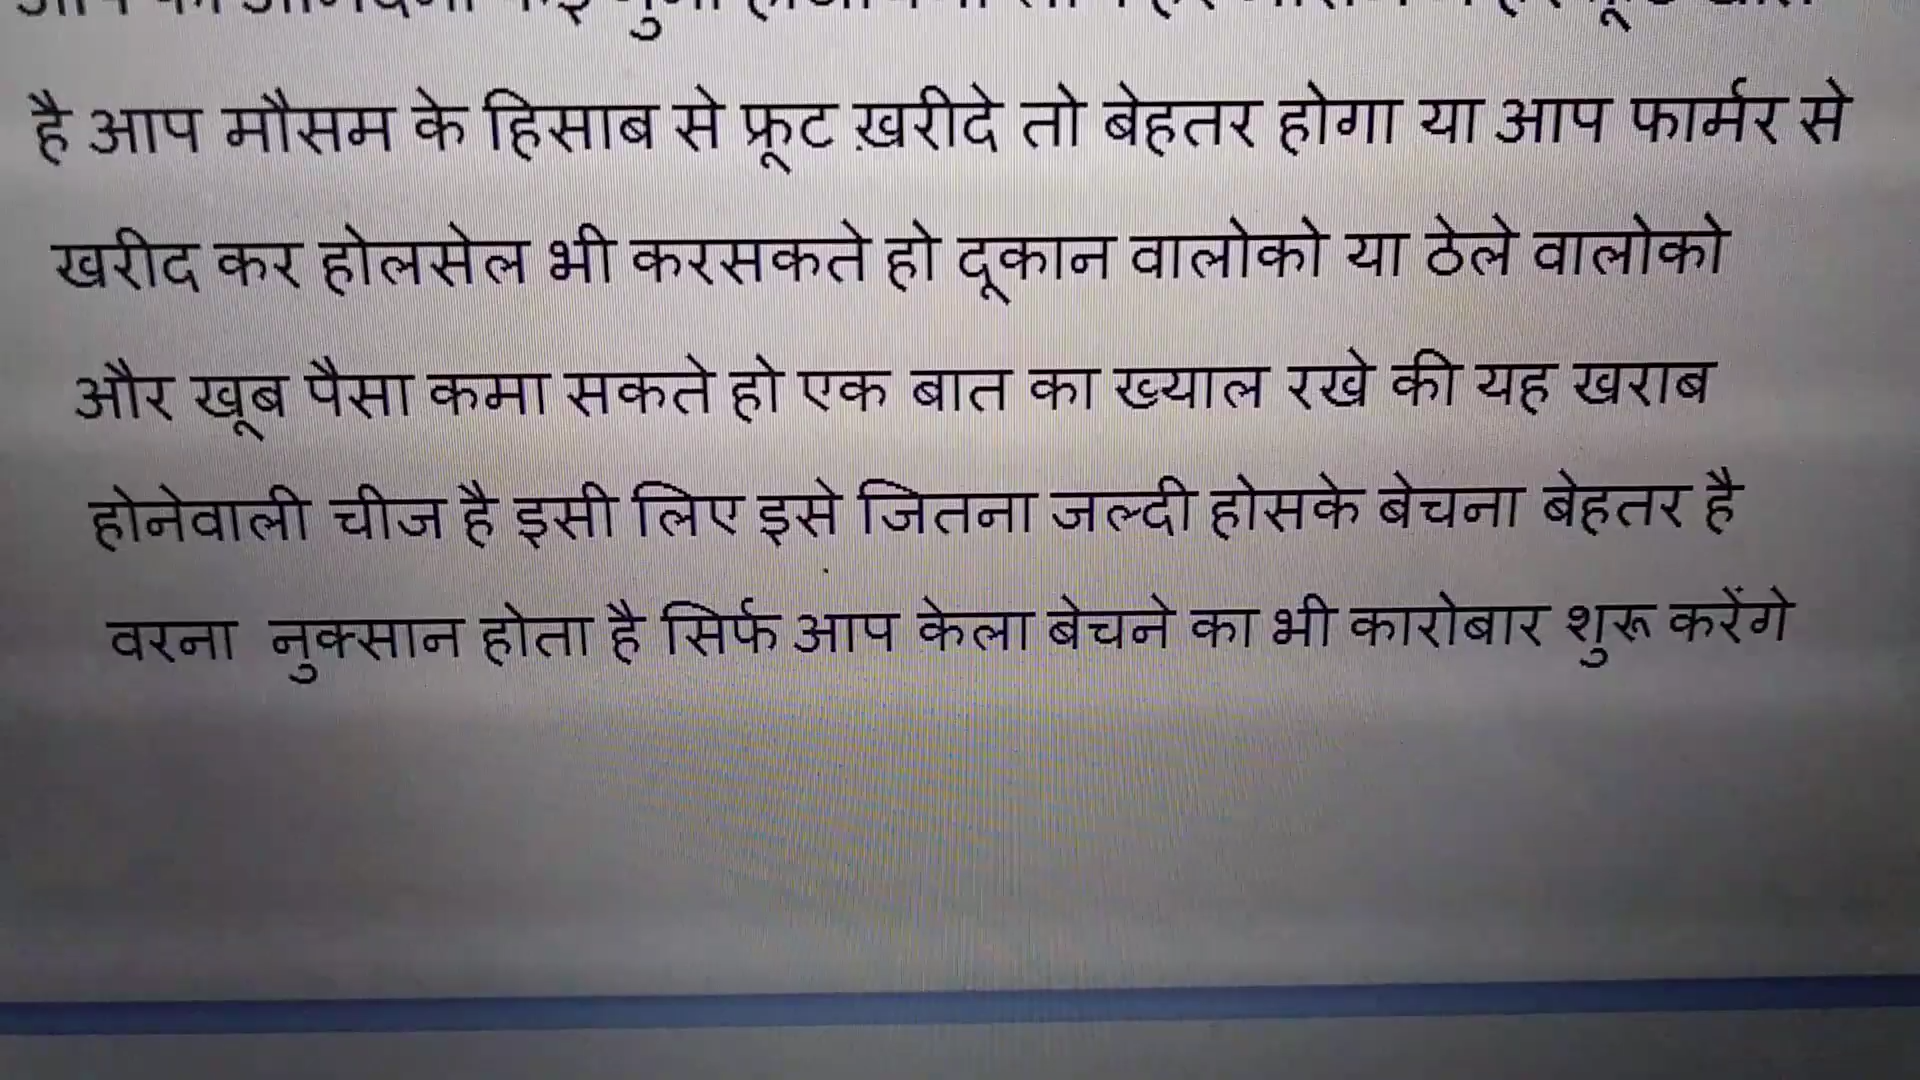 है आप मौसम के हिसाब से फ्रूट ख़रीदे तो बेहतर होगा या आप फार्मर से
खरीद कर होलसेल भी करसकते हो दूकान वालोको या ठेले वालोको
और खूब पैसा कमा सकते हो एक बात का ख्याल रखे की यह खराब
होनेवाली चीज है इसी लिए इसे जितना जल्दी होसके बेचना बेहतर है
वरना नुक्सान होता है सिर्फ आप केला बेचने का भी कारोबार शुरू करेंगे